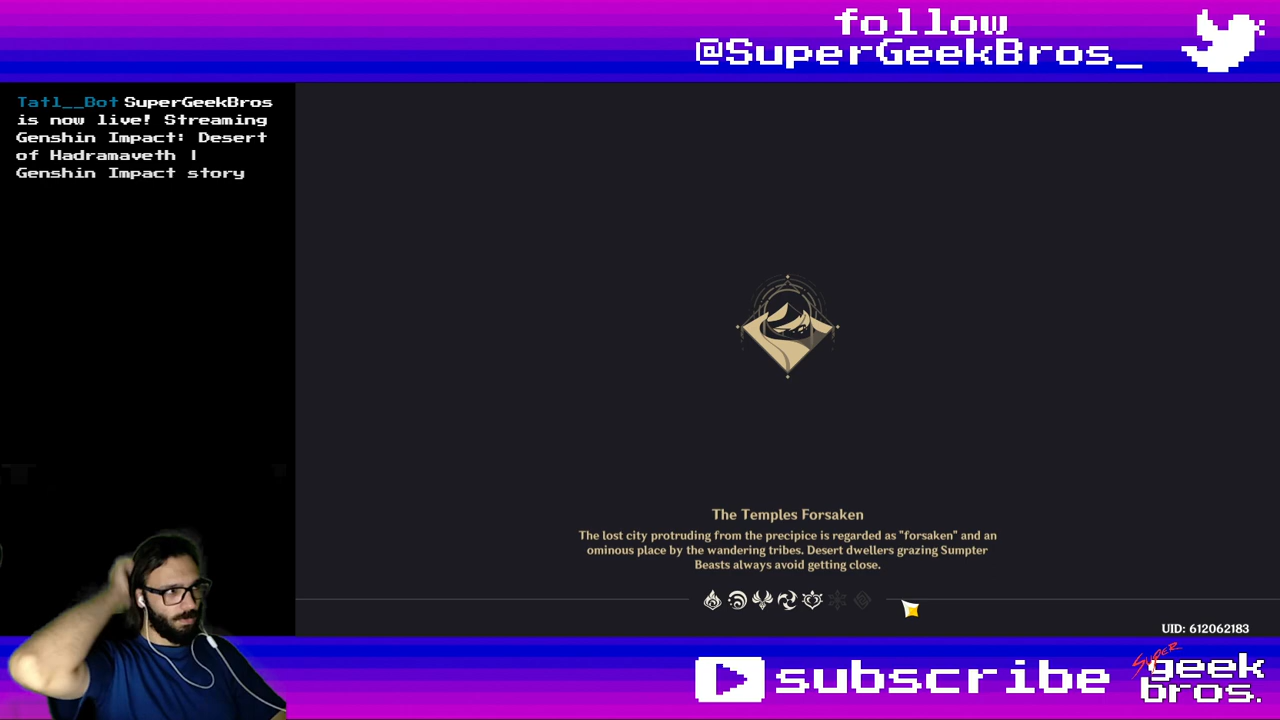 follow
@SuperGeekBros_
Tatl__Bot SuperGeekBros
is now live! Streaming
Genshin Impact: Desert
of Hadramaveth |
Genshin Impact story
The Temples Forsaken
The lost city protruding from the precipice is regarded as "forsaken" and an
ominous place by the wandering tribes. Desert dwellers grazing Sumpter
Beasts always avoid getting close.
UID: 612062183
subscribe
SUPER
geek
bros.